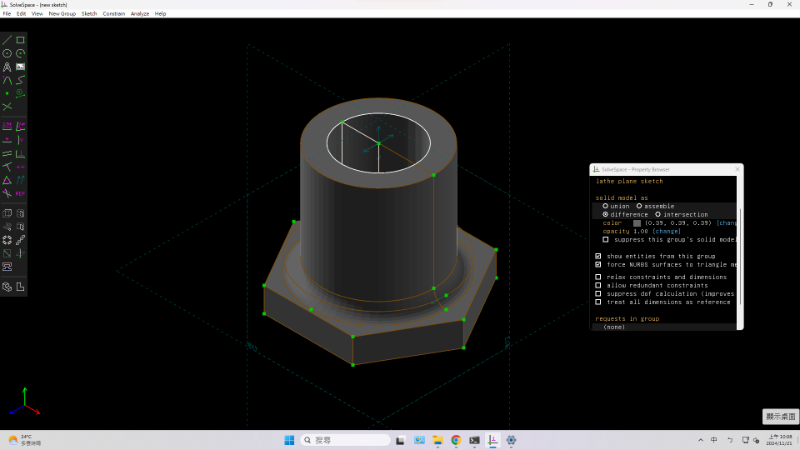 SolveSpace - [new sketch]
File Edit View New Group Sketch Constrain Analyze Help
SolveSpace - Property Browser
lathe plane sketch
solid model as
union assemble
difference intersection
color (0.39, 0.39, 0.39) [chan
opacity 1.00 [change]
suppress this group's solid model
show entities from this group
force NURBS surfaces to triangle me
relax constraints and dimensions
allow redundant constraints
suppress dof calculation (improves
treat all dimensions as reference
requests in group
(none)
顯示桌面
24°C
多雲時晴
搜尋
中
上午 10:08
2024/11/21